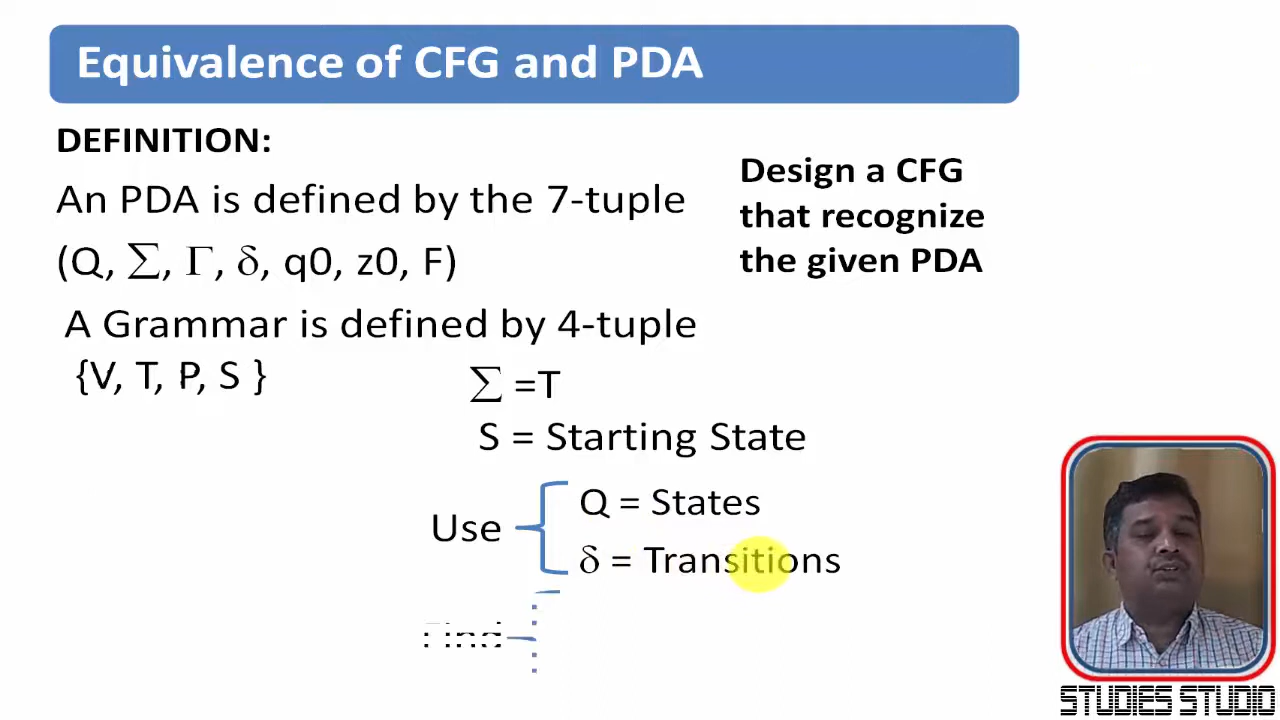 Equivalence of CFG and PDA
DEFINITION:
An PDA is defined by the 7-tuple
(Q, Σ, Γ, δ, q0, z0, F)
A Grammar is defined by 4-tuple
{V, T, P, S }
Design a CFG
that recognize
the given PDA
Σ =T
S = Starting State
Use
Q = States
δ = Transitions
Find
STUDIES STUDIO